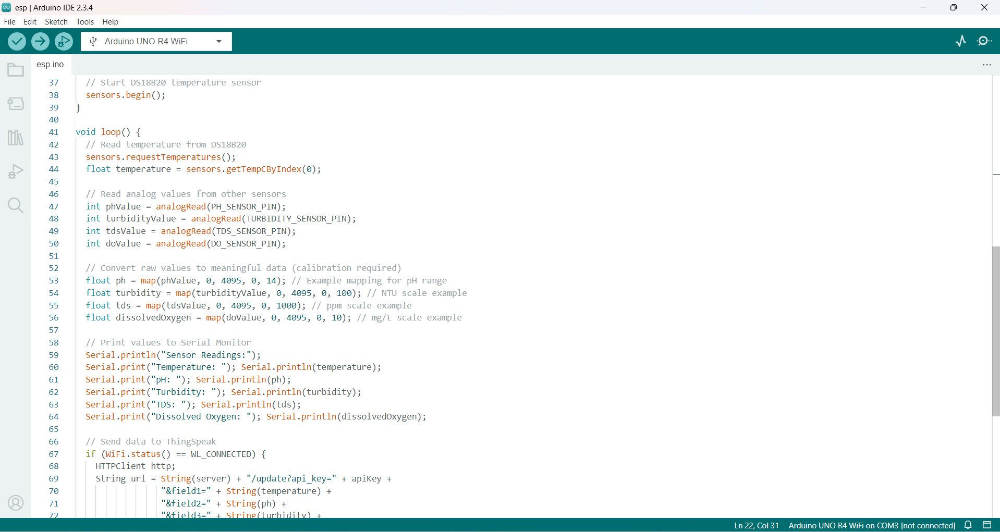 esp | Arduino IDE 2.3.4
File Edit Sketch Tools Help
Arduino UNO R4 WiFi
esp.ino
37 // Start DS18B20 temperature sensor
38 sensors.begin();
39 }
40
41 void loop() {
42 // Read temperature from DS18B20
43 sensors.requestTemperatures();
44 float temperature = sensors.getTempCByIndex(0);
45
46 // Read analog values from other sensors
47 int phValue = analogRead(PH_SENSOR_PIN);
48 int turbidityValue = analogRead(TURBIDITY_SENSOR_PIN);
49 int tdsValue = analogRead(TDS_SENSOR_PIN);
50 int doValue = analogRead(DO_SENSOR_PIN);
51
52 // Convert raw values to meaningful data (calibration required)
53 float ph = map(phValue, 0, 4095, 0, 14); // Example mapping for pH range
54 float turbidity = map(turbidityValue, 0, 4095, 0, 100); // NTU scale example
55 float tds = map(tdsValue, 0, 4095, 0, 1000); // ppm scale example
56 float dissolvedOxygen = map(doValue, 0, 4095, 0, 10); // mg/L scale example
57
58 // Print values to Serial Monitor
59 Serial.println("Sensor Readings:");
60 Serial.print("Temperature: "); Serial.println(temperature);
61 Serial.print("pH: "); Serial.println(ph);
62 Serial.print("Turbidity: "); Serial.println(turbidity);
63 Serial.print("TDS: "); Serial.println(tds);
64 Serial.print("Dissolved Oxygen: "); Serial.println(dissolvedOxygen);
65
66 // Send data to ThingSpeak
67 if (WiFi.status() == WL_CONNECTED) {
68 HTTPClient http;
69 String url = String(server) + "/update?api_key=" + apiKey +
70 "&field1=" + String(temperature) +
71 "&field2=" + String(ph) +
72 "&field3=" + String(turbidity) +
Ln 22, Col 31 Arduino UNO R4 WiFi on COM3 [not connected]